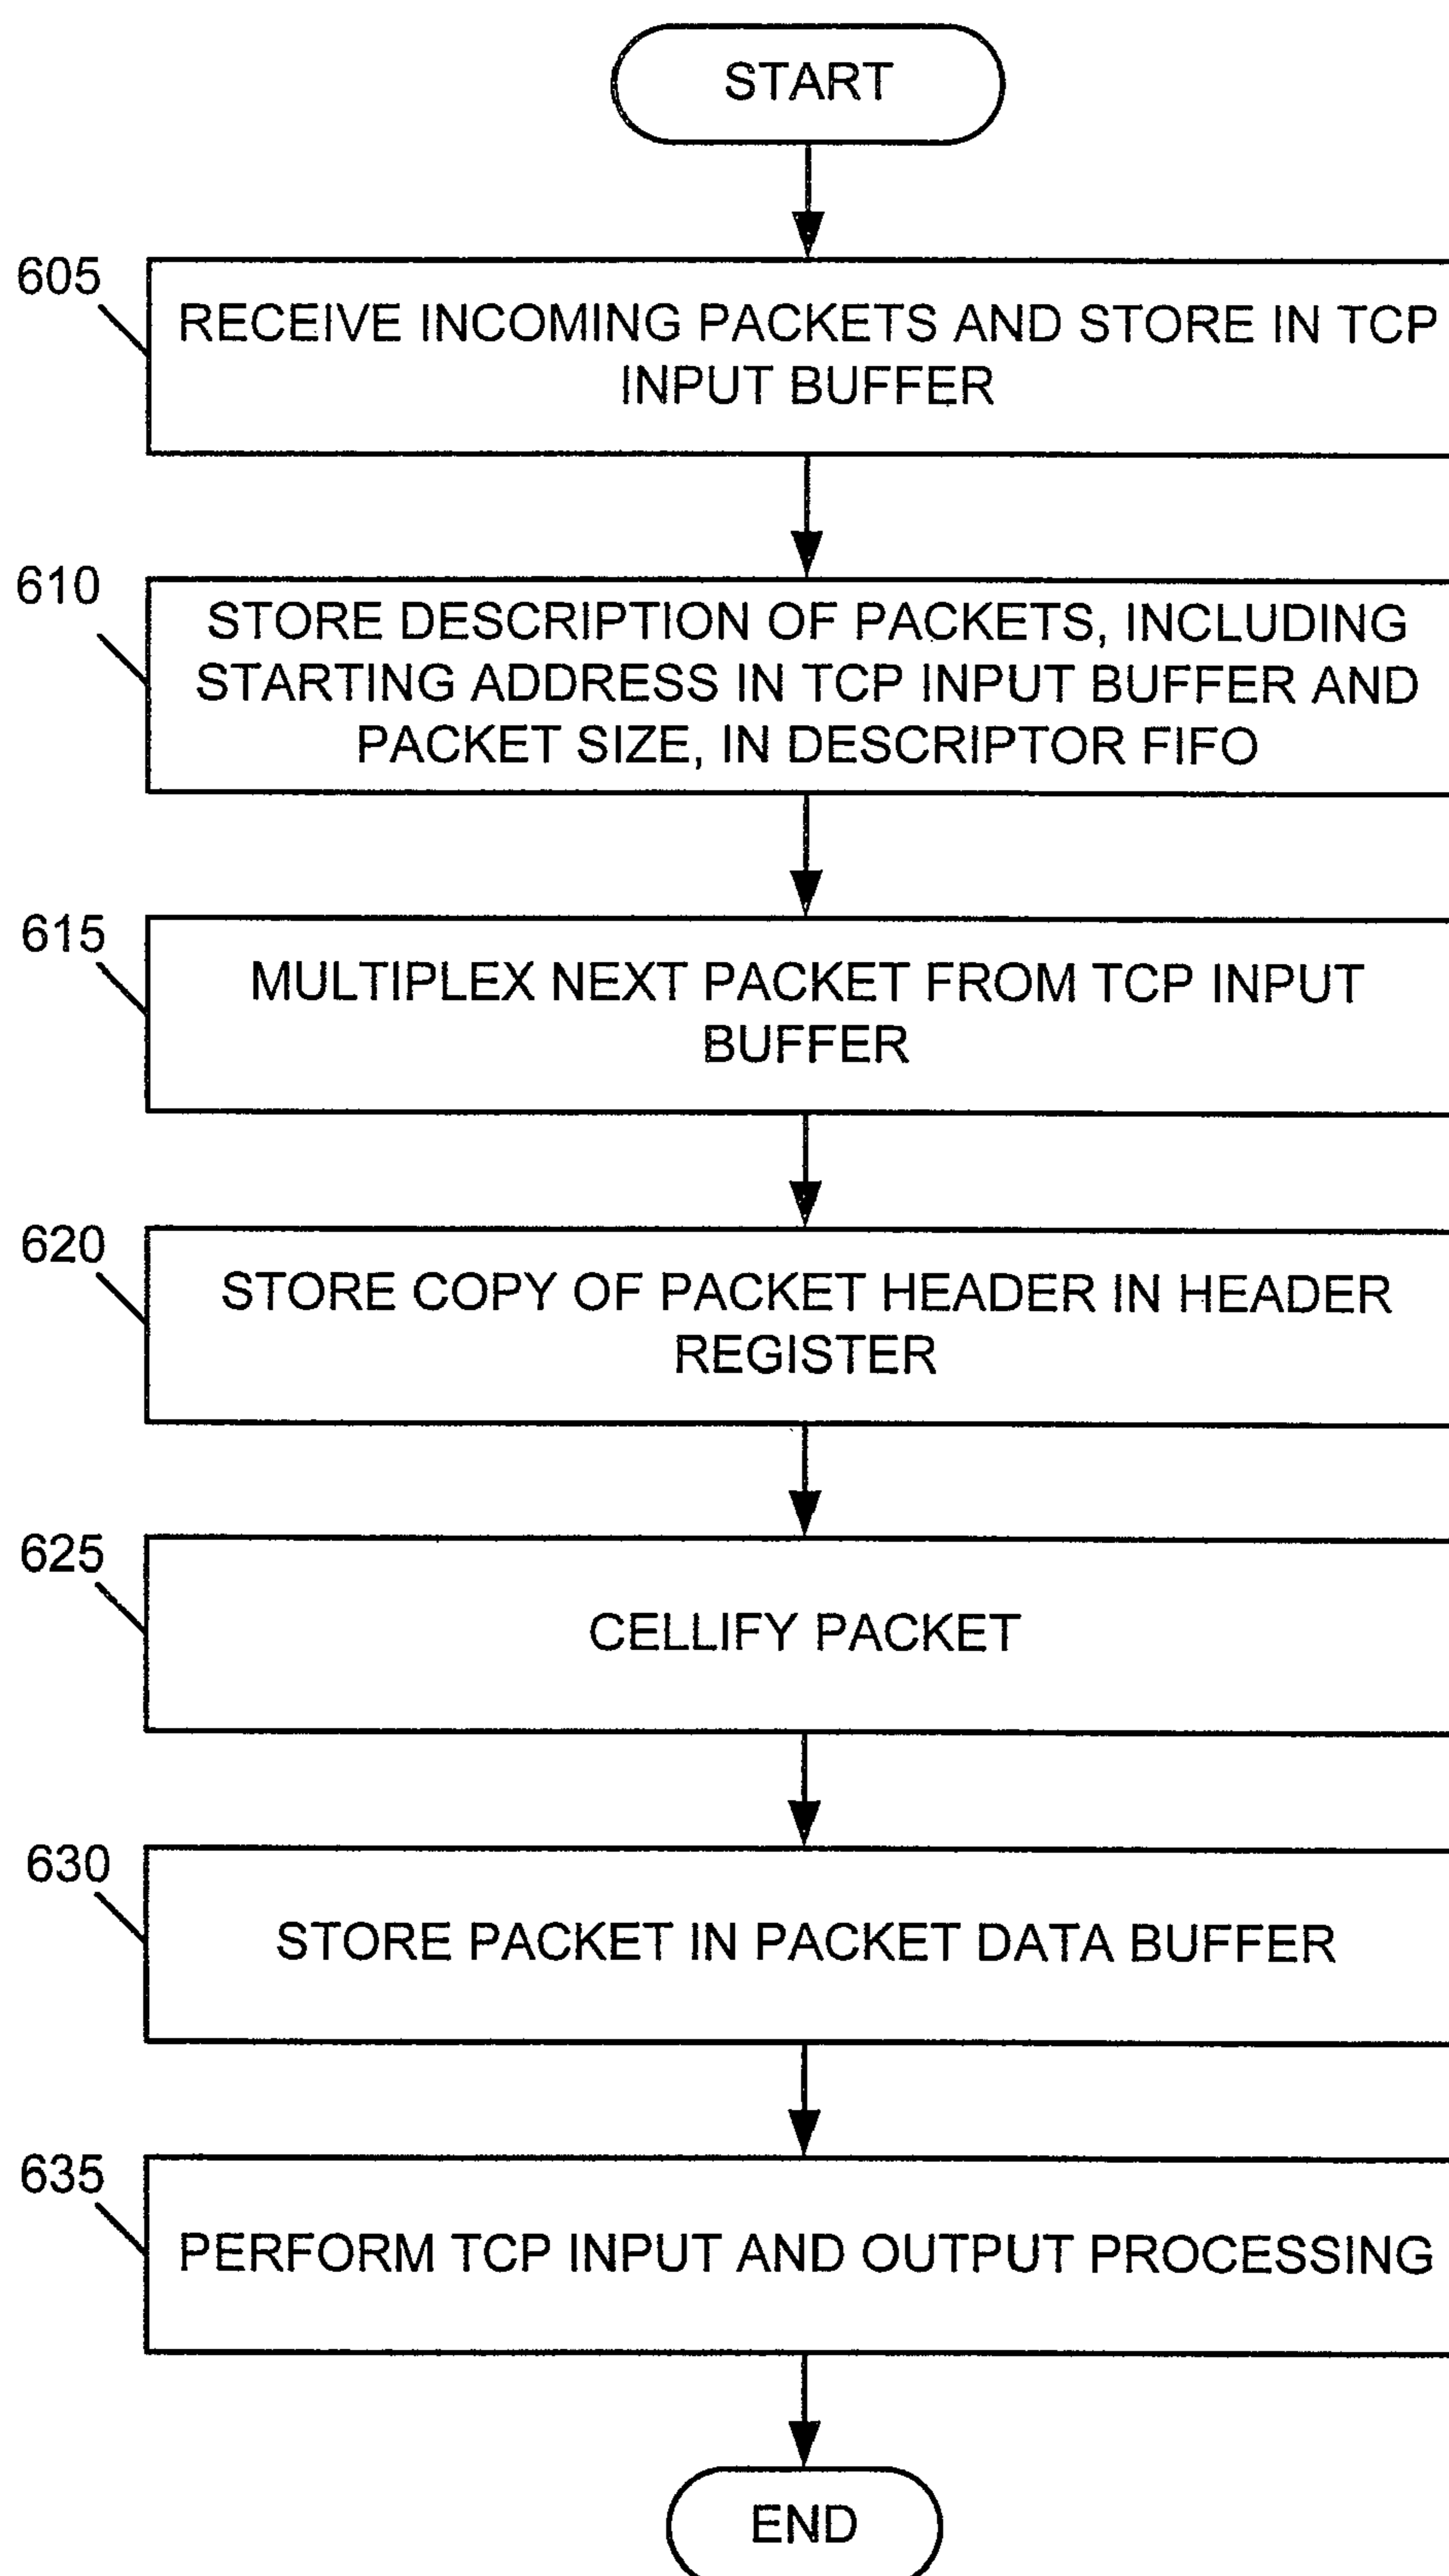 START
605
RECEIVE INCOMING PACKETS AND STORE IN TCP
INPUT BUFFER
610
STORE DESCRIPTION OF PACKETS, INCLUDING
STARTING ADDRESS IN TCP INPUT BUFFER AND
PACKET SIZE, IN DESCRIPTOR FIFO
615
MULTIPLEX NEXT PACKET FROM TCP INPUT
BUFFER
620
STORE COPY OF PACKET HEADER IN HEADER
REGISTER
625
CELLIFY PACKET
630
STORE PACKET IN PACKET DATA BUFFER
635
PERFORM TCP INPUT AND OUTPUT PROCESSING
END